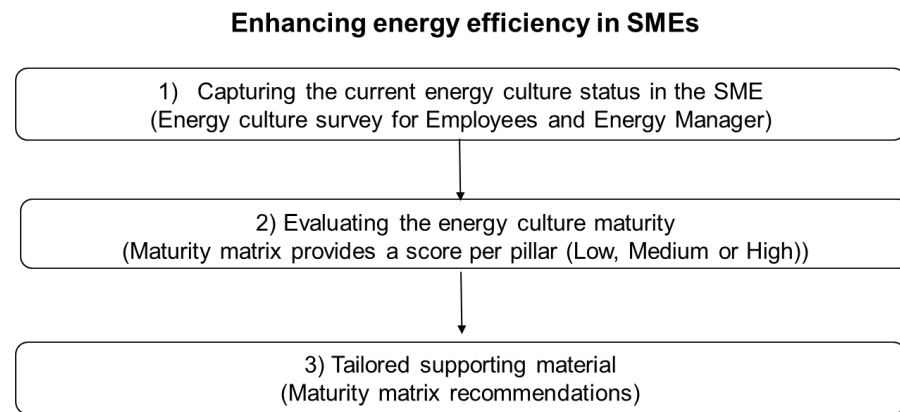 Enhancing energy efficiency in SMEs
1) Capturing the current energy culture status in the SME
(Energy culture survey for Employees and Energy Manager)
2) Evaluating the energy culture maturity
(Maturity matrix provides a score per pillar (Low, Medium or High))
3) Tailored supporting material
(Maturity matrix recommendations)